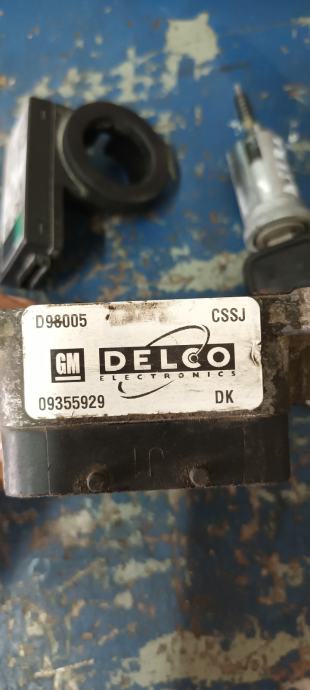 D98005 CSSJ
GM DELCO
ELECTRONICS
09355929 DK